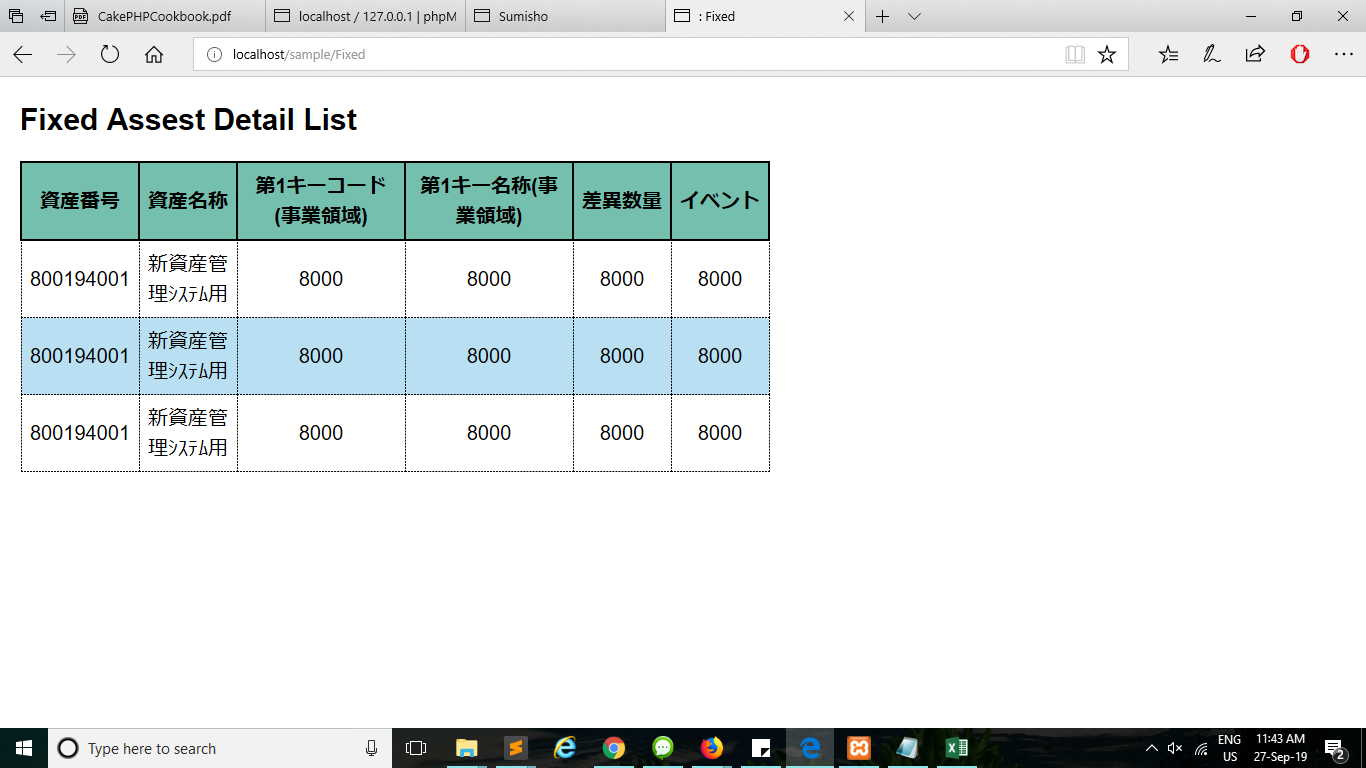 CakePHPCookbook.pdf
localhost / 127.0.0.1 | phpM
Sumisho
: Fixed
localhost/sample/Fixed
Fixed Assest Detail List
資産番号
資産名称
第1キーコード
(事業領域)
第1キー名称(事
業領域)
差異数量
イベント
800194001
新資産管
理ｼｽﾃﾑ用
8000
8000
8000
8000
800194001
新資産管
理ｼｽﾃﾑ用
8000
8000
8000
8000
800194001
新資産管
理ｼｽﾃﾑ用
8000
8000
8000
8000
Type here to search
ENG
US
11:43 AM
27-Sep-19
2